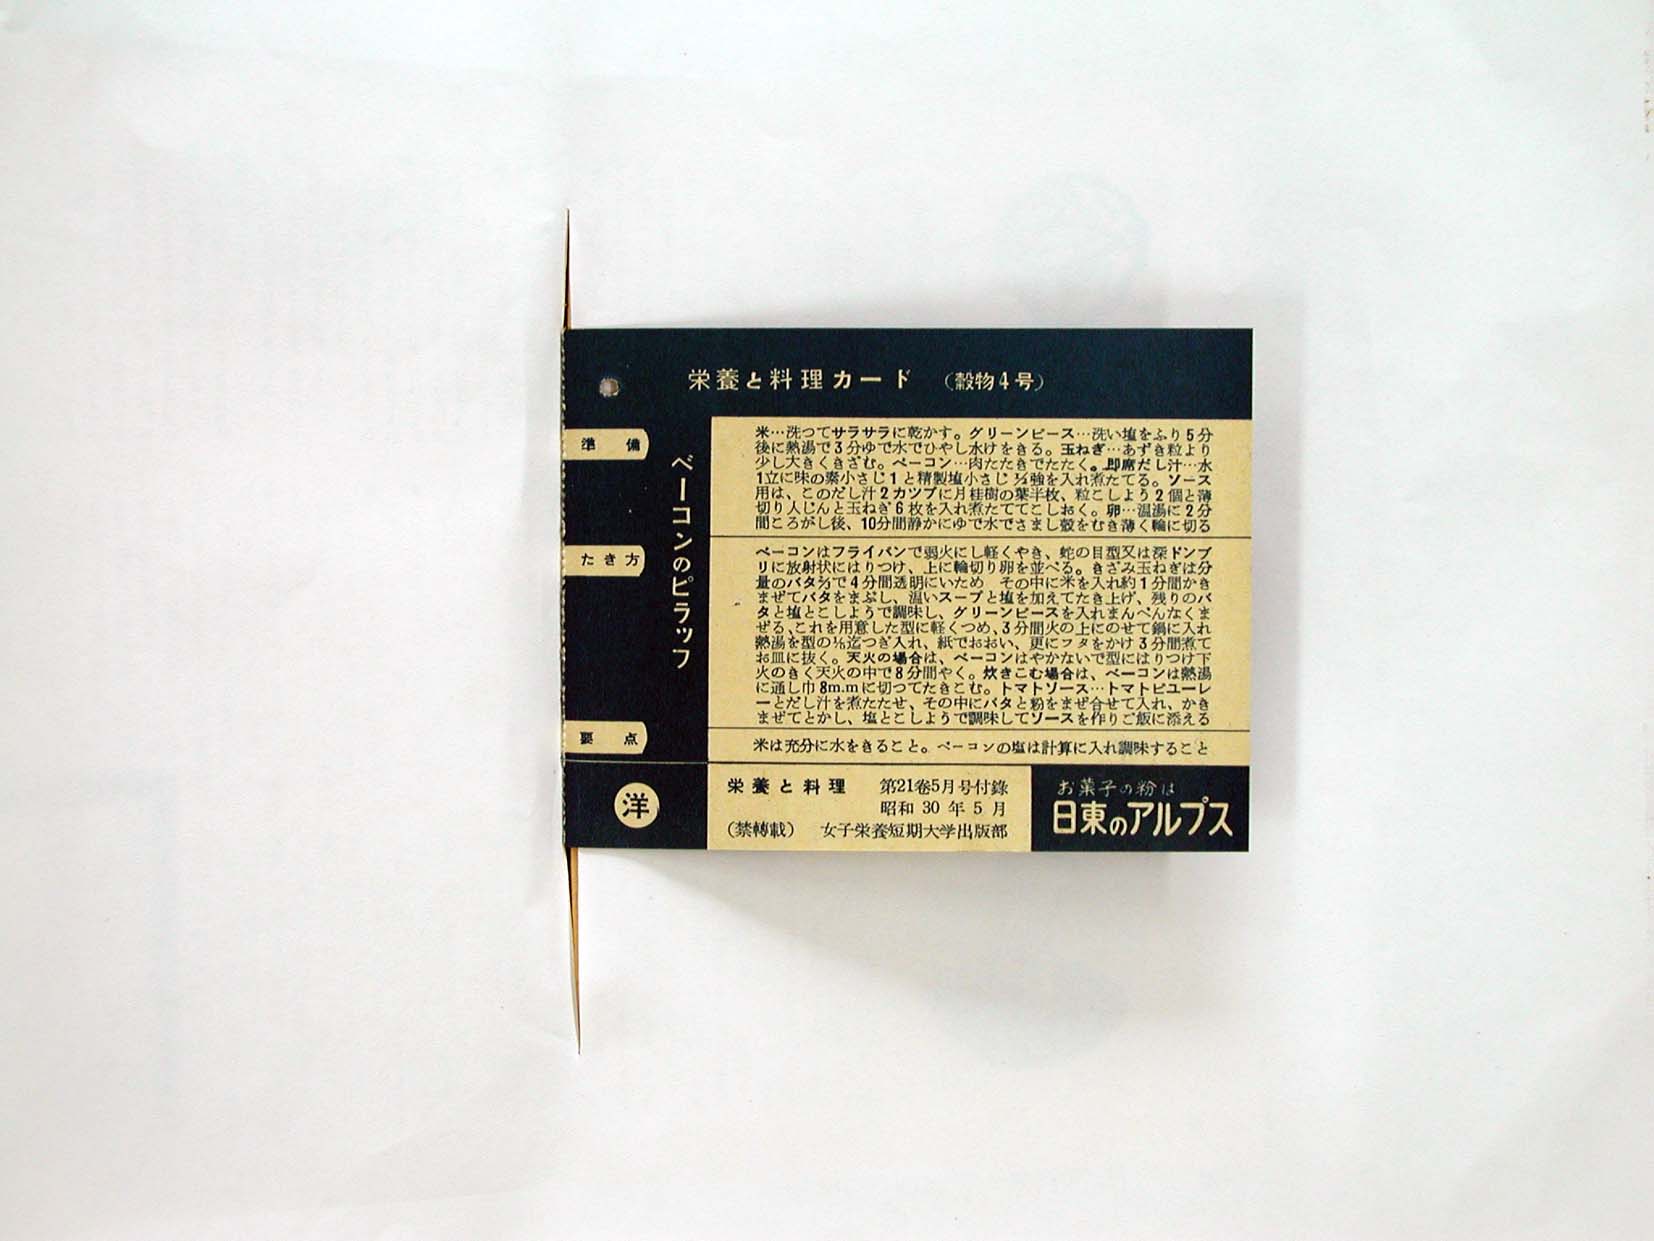 栄養と料理カード （穀物4号）
ベーコンのピラッフ
準備
米…洗つてサラサラに乾かす。グリーンピース…洗い塩をふり5分
後に熱湯で3分ゆで水でひやし水けをきる。玉ねぎ…あずき粒より
少し大きくきざむ。ベーコン…肉たたきでたたく。即席だし汁…水
1立に味の素小さじ1と精製塩小さじ½強を入れ煮たてる。ソース
用は、このだし汁2カツプに月桂樹の葉半枚、粒こしよう2個と薄
切り人じんと玉ねぎ6枚を入れ煮たててこしおく。卵…温湯に2分
間ころがし後、10分間静かにゆで水でさまし殻をむき薄く輪に切る
たき方
ベーコンはフライパンで弱火にし軽くやき、蛇の目型又は深ドンブ
リに放射状にはりつけ、上に輪切り卵を並べる。きざみ玉ねぎは分
量のバタ⅔で4分間透明にいため その中に米を入れ約1分間かき
まぜてバタをまぶし、温いスープと塩を加えてたき上げ、残りのバ
タと塩とこしようで調味し、グリーンピースを入れまんべんなくま
ぜる、これを用意した型に軽くつめ、3分間火の上にのせて鍋に入れ
熱湯を型の迄つぎ入れ、紙でおおい、更にフタをかけ3分間煮て
お皿に抜く。天火の場合は、ベーコンはやかないで型にはりつけ下
火のきく天火の中で8分間やく。炊きこむ場合は、ベーコンは熱湯
に通し巾8m.mに切つてたきこむ。トマトソース…トマトピユーレ
ーとだし汁を煮たたせ、その中にバタと粉をまぜ合せて入れ、かき
まぜてとかし、塩とこしようで調味してソースを作りご飯に添える
要点
米は充分に水をきること。ベーコンの塩は計算に入れ調味すること
洋
栄養と料理 第21巻5月号付錄
昭和30年5月
（禁轉載） 女子栄養短期大学出版部
お菓子の粉は
日東のアルプス